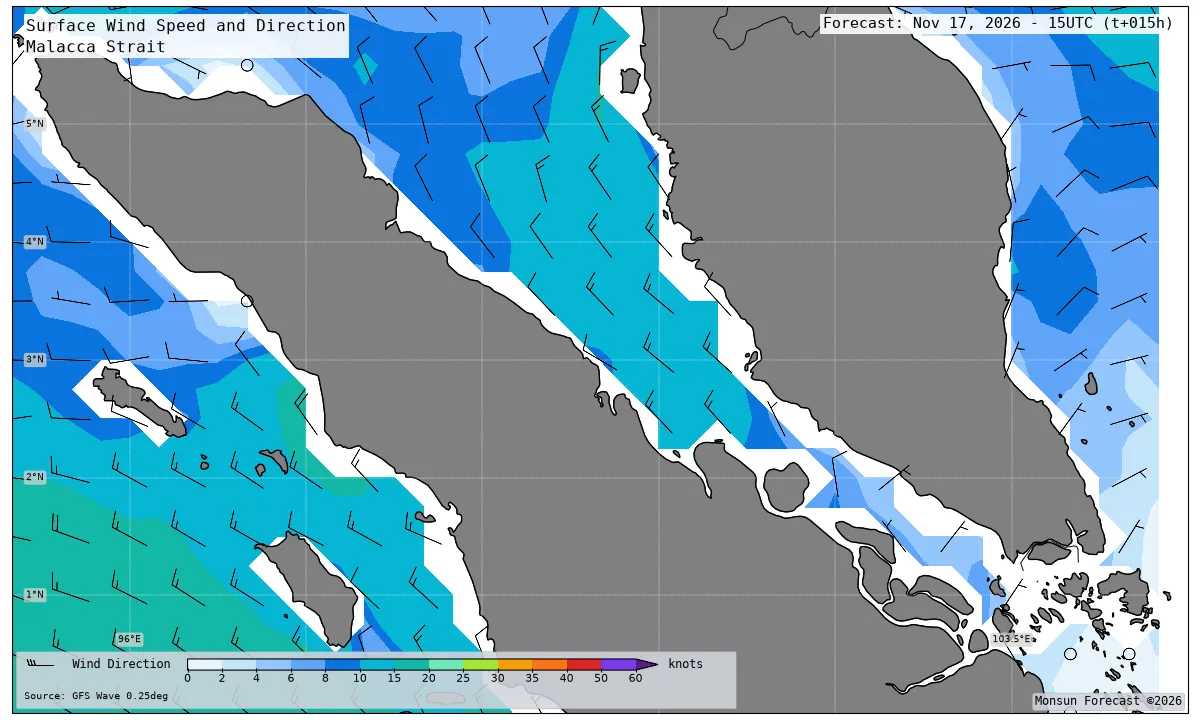 Surface Wind Speed and Direction
Malacca Strait
Forecast: Nov 17, 2026 - 15UTC (t+015h)
5°N
4°N
3°N
2°N
1°N
96°E
103.5°E
Wind Direction
knots
0 2 4 6 8 10 15 20 25 30 35 40 50 60
Source: GFS Wave 0.25deg
Monsun Forecast ©2026